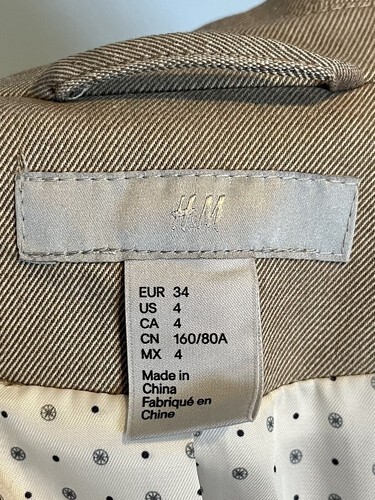 H&M
EUR 34
US 4
CA 4
CN 160/80A
MX 4
Made in
China
Fabriqué en
Chine